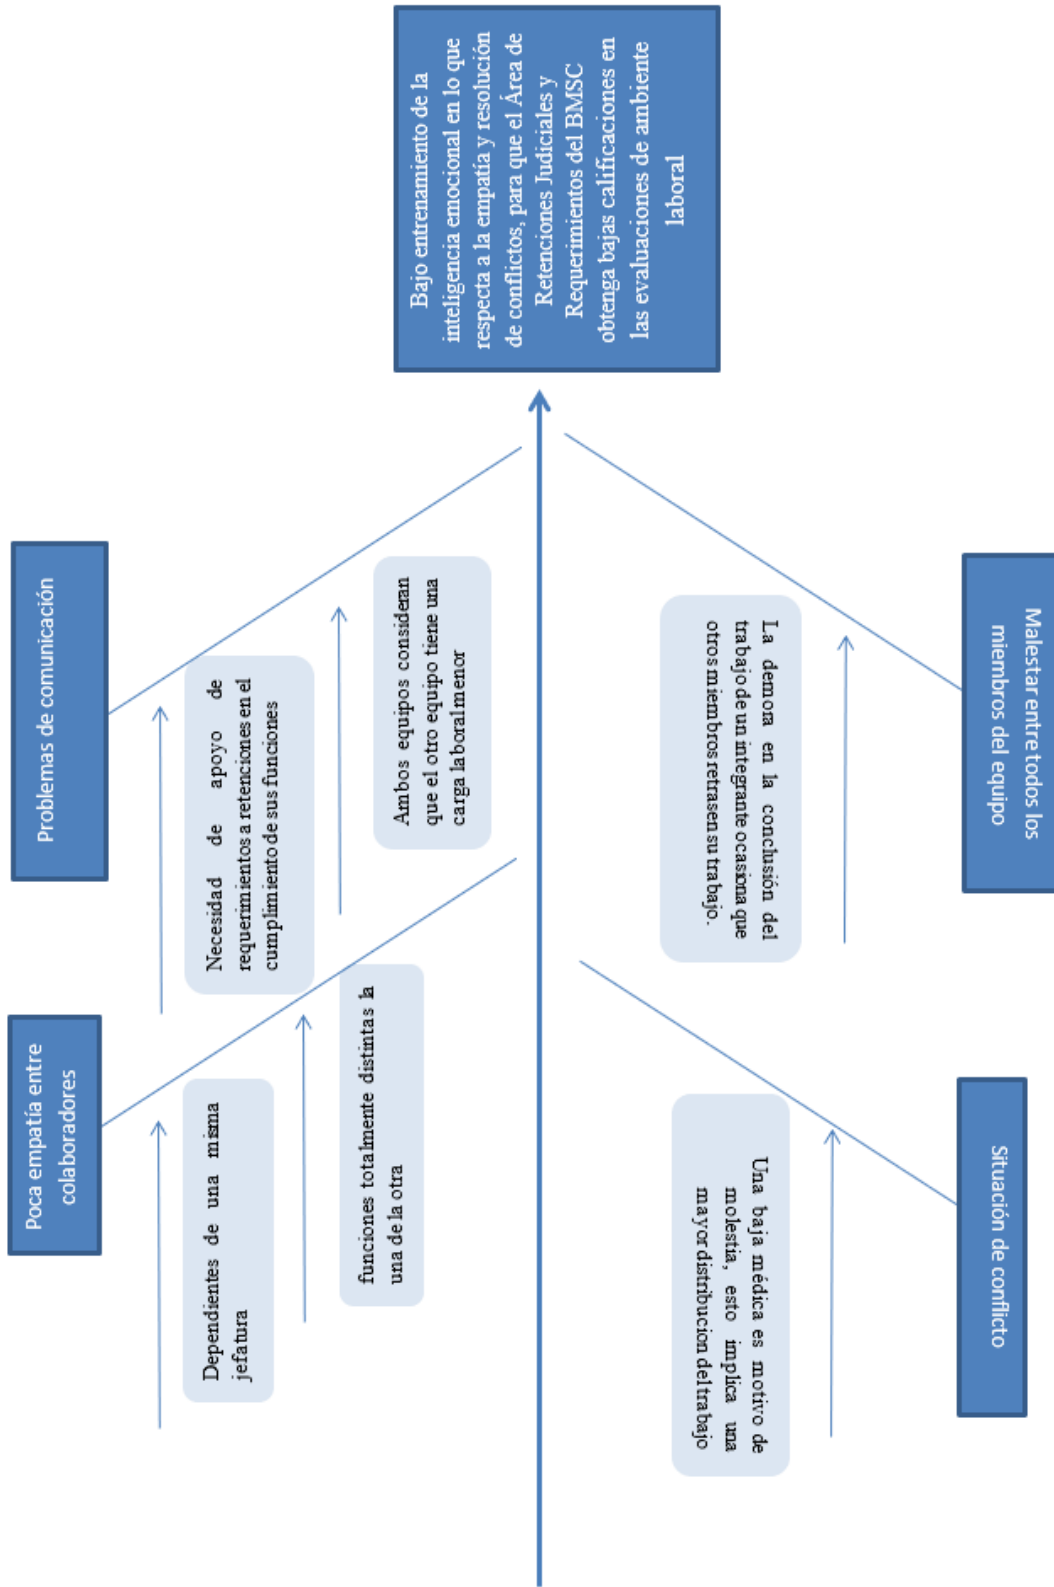 Poca empatía entre
colaboradores
Problemas de comunicación
Dependientes de una misma
jefatura
funciones totalmente distintas la
una de la otra
Necesidad de apoyo de
requerimientos a retenciones en el
cumplimiento de sus funciones
Ambos equipos consideran
que el otro equipo tiene una
carga laboral menor
Bajo entrenamiento de la
inteligencia emocional en lo que
respecta a la empatía y resolución
de conflictos, para que el Área de
Retenciones Judiciales y
Requerimientos del BMSC
obtenga bajas calificaciones en
las evaluaciones de ambiente
laboral
Una baja médica es motivo de
molestia, esto implica una
mayor distribucion del trabajo
La demora en la conclusión del
trabajo de un integrante ocasiona que
otros miembros retrasen su trabajo.
Situación de conflicto
Malestar entre todos los
miembros del equipo